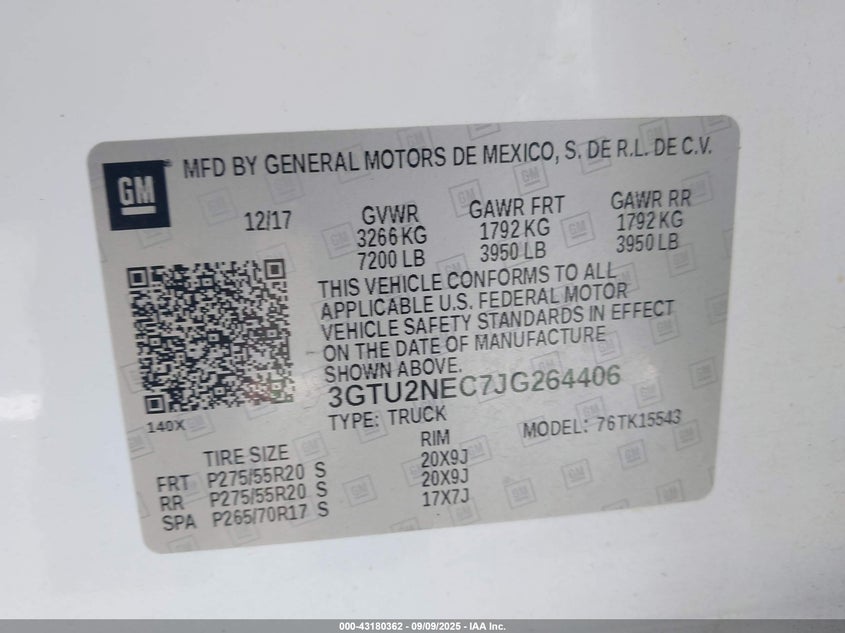 GM
MFD BY GENERAL MOTORS DE MEXICO, S. DE R.L. DE C.V.
12/17 GVWR GAWR FRT GAWR RR
3266 KG 1792 KG 1792 KG
7200 LB 3950 LB 3950 LB
THIS VEHICLE CONFORMS TO ALL
APPLICABLE U.S. FEDERAL MOTOR
VEHICLE SAFETY STANDARDS IN EFFECT
ON THE DATE OF MANUFACTURE
SHOWN ABOVE.
3GTU2NEC7JG264406
140X
TYPE: TRUCK MODEL: 76TK15543
TIRE SIZE RIM
FRT P275/55R20 S 20X9J
RR P275/55R20 S 20X9J
SPA P265/70R17 S 17X7J
000-43180362 - 09/09/2025 - IAA Inc.